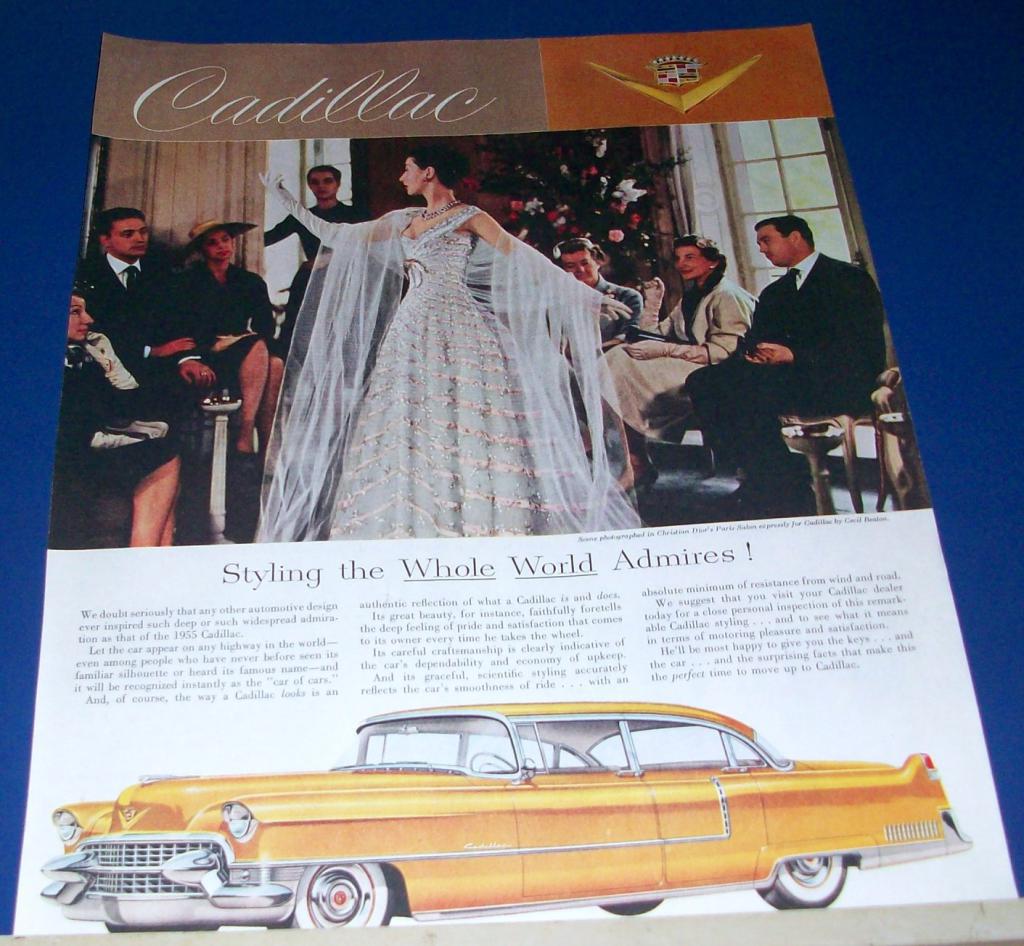 Cadillac
Scene photographed in Christian Dior's Paris Salon expressly for Cadillac by Cecil Beaton.
Styling the Whole World Admires!
We doubt seriously that any other automotive design
ever inspired such deep or such widespread admira-
tion as that of the 1955 Cadillac.
Let the car appear on any highway in the world—
even among people who have never before seen its
familiar silhouette or heard its famous name—and
it will be recognized instantly as the "car of cars."
And, of course, the way a Cadillac looks is an
authentic reflection of what a Cadillac is and does.
Its great beauty, for instance, faithfully foretells
the deep feeling of pride and satisfaction that comes
to its owner every time he takes the wheel.
Its careful craftsmanship is clearly indicative of
the car's dependability and economy of upkeep.
And its graceful, scientific styling accurately
reflects the car's smoothness of ride . . . with an
absolute minimum of resistance from wind and road.
We suggest that you visit your Cadillac dealer
today for a close personal inspection of this remark-
able Cadillac styling . . . and to see what it means
in terms of motoring pleasure and satisfaction.
He'll be most happy to give you the keys . . . and
the car . . . and the surprising facts that make this
the perfect time to move up to Cadillac.
Cadillac